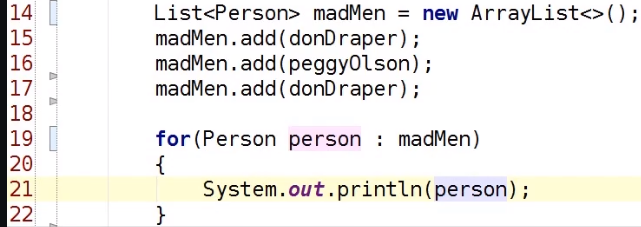 14 List<Person> madMen = new ArrayList<>();
15 madMen.add(donDraper);
16 madMen.add(peggyOlson);
17 madMen.add(donDraper);
18
19 for(Person person : madMen)
20 {
21 System.out.println(person);
22 }